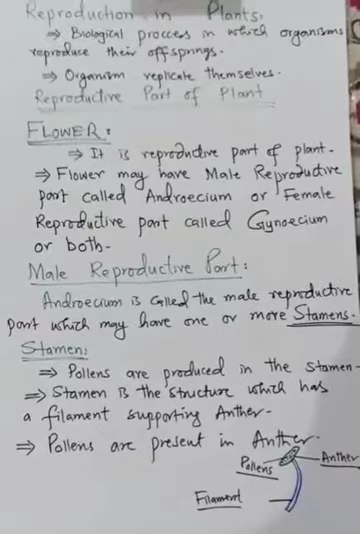 Reproduction in Plants.
⇒ Biological proccess in which organisms
reproduce their offsprings.
⇒ Organism replicate themselves.
Reproductive Part of Plant
FLOWER:
⇒ It is reproductive part of plant.
⇒ Flower may have Male Reproductive
part called Androecium or Female
Reproductive part called Gynoecium
or both.
Male Reproductive Part:
Androecium is called the male reproductive
part which may have one or more Stamens.
Stamen:
⇒ Pollens are produced in the stamen.
⇒ Stamen is the structure which has
a filament supporting Anther.
⇒ Pollens are present in Anther.
Pollens
Anther
Filament